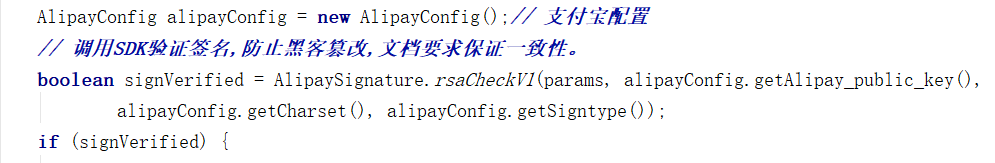 AlipayConfig alipayConfig = new AlipayConfig();// 支付宝配置
// 调用SDK验证签名,防止黑客篡改,文档要求保证一致性。
boolean signVerified = AlipaySignature.rsaCheckV1(params, alipayConfig.getAlipay_public_key(),
alipayConfig.getCharset(), alipayConfig.getSigntype());
if (signVerified) {